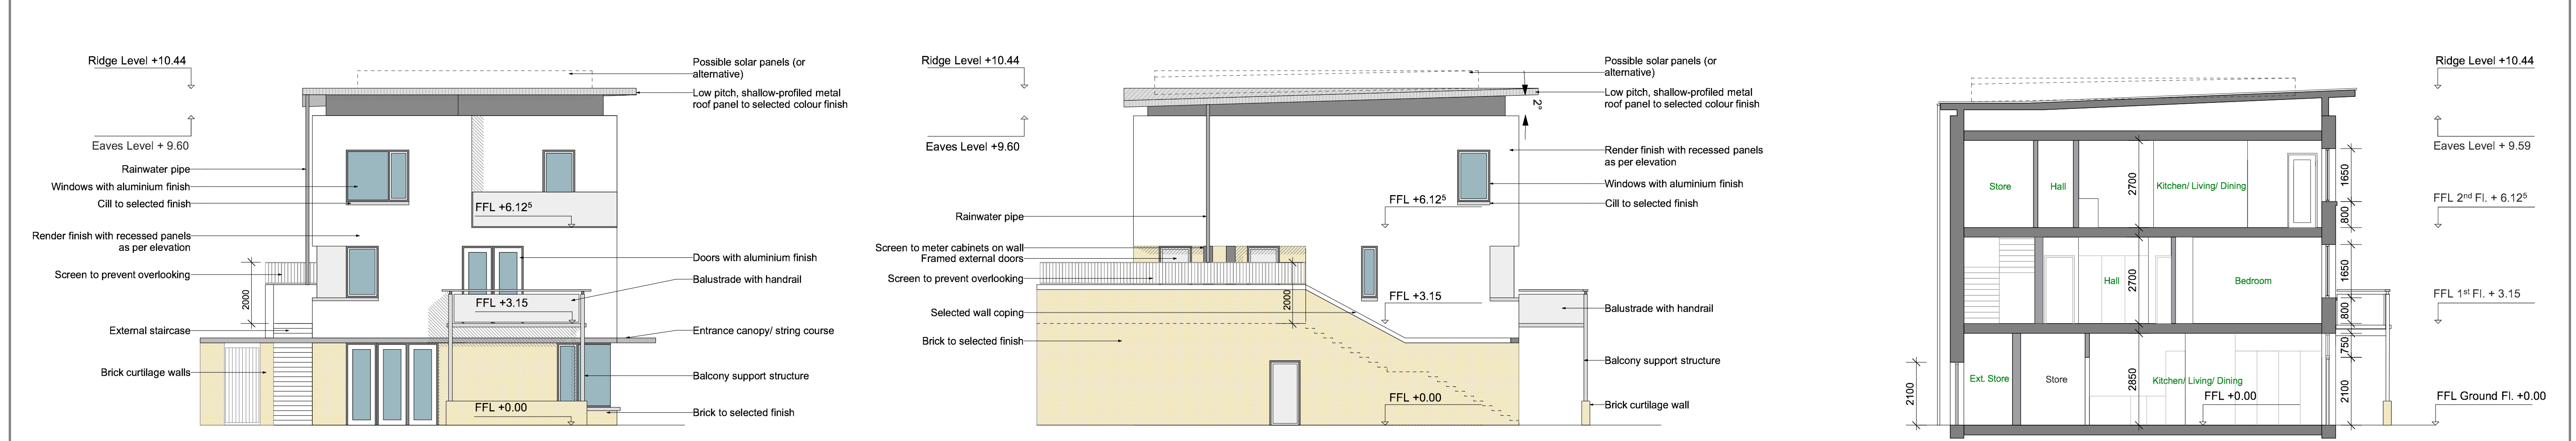 Ridge Level +10.44
Eaves Level + 9.60
Rainwater pipe
Windows with aluminium finish
Cill to selected finish
Render finish with recessed panels
as per elevation
Screen to prevent overlooking
2000
External staircase
Brick curtilage walls
FFL +6.12⁵
FFL +3.15
FFL +0.00
Possible solar panels (or
alternative)
Low pitch, shallow-profiled metal
roof panel to selected colour finish
Doors with aluminium finish
Balustrade with handrail
Entrance canopy/ string course
Balcony support structure
Brick to selected finish
Ridge Level +10.44
Eaves Level +9.60
Rainwater pipe
Screen to meter cabinets on wall
Framed external doors
Screen to prevent overlooking
Selected wall coping
Brick to selected finish
2000
2°
FFL +6.12⁵
FFL +3.15
FFL +0.00
Possible solar panels (or
alternative)
Low pitch, shallow-profiled metal
roof panel to selected colour finish
Render finish with recessed panels
as per elevation
Windows with aluminium finish
Cill to selected finish
Balustrade with handrail
Balcony support structure
Brick curtilage wall
Store
Hall
2700
Kitchen/ Living/ Dining
1650
800
Hall
2700
Bedroom
1650
800
750
2100
Ext. Store
Store
2850
Kitchen/ Living/ Dining
FFL +0.00
2100
Ridge Level +10.44
Eaves Level + 9.59
FFL 2ⁿᵈ Fl. + 6.12⁵
FFL 1ˢᵗ Fl. + 3.15
FFL Ground Fl. +0.00